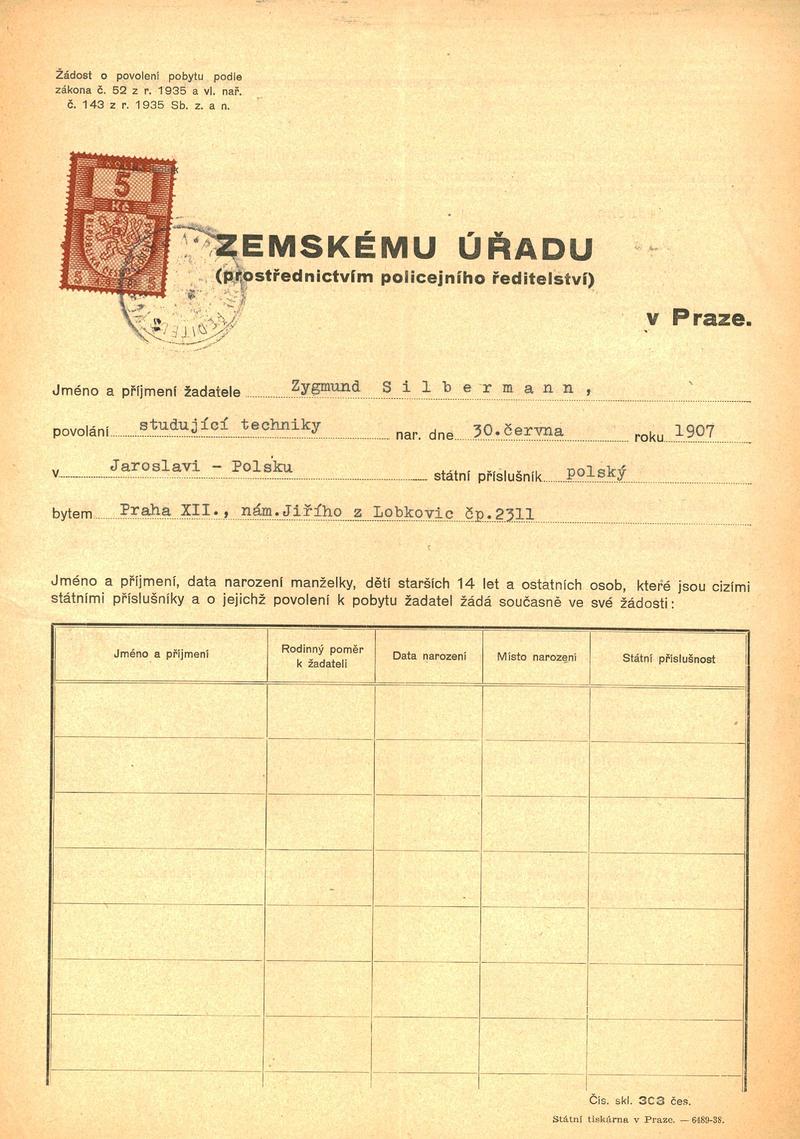 Žádost o povolení pobytu podle
zákona č. 52 z r. 1935 a vl. nař.
č. 143 z r. 1935 Sb. z. a n.
KOLEK
5
Kč
5 5
ZEMSKÉMU ÚŘADU
(prostřednictvím policejního ředitelství)
v Praze.
Jméno a příjmení žadatele Zygmund Silbermann,
povolání studující techniky nar. dne 30.června roku 1907
v Jaroslavi - Polsku státní příslušník polský
bytem Praha XII., nám.Jiřího z Lobkovic čp.2311
Jméno a příjmení, data narození manželky, dětí starších 14 let a ostatních osob, které jsou cizími
státními příslušníky a o jejichž povolení k pobytu žadatel žádá současně ve své žádosti:
Jméno a příjmení
Rodinný poměr
k žadateli
Data narození
Místo narození
Státní příslušnost
Čís. skl. 303 čes.
Státní tiskárna v Praze. — 6489-38.